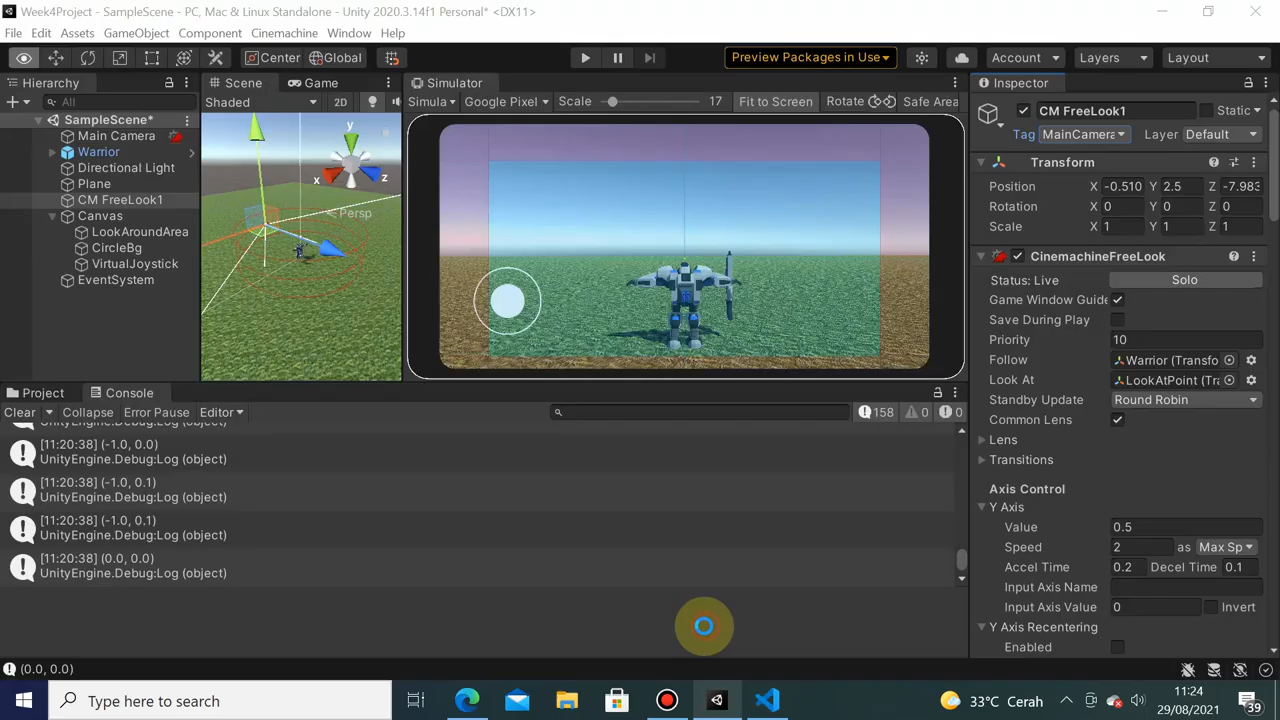 Week4Project - SampleScene - PC, Mac & Linux Standalone - Unity 2020.3.14f1 Personal* <DX11>
File Edit Assets GameObject Component Cinemachine Window Help
Center Global Preview Packages in Use Account Layers Layout
Hierarchy
All
SampleScene*
Main Camera
Warrior
Directional Light
Plane
CM FreeLook1
Canvas
LookAroundArea
CircleBg
VirtualJoystick
EventSystem
Scene Game
Shaded 2D
y
x
z
Persp
Simulator
Simula Google Pixel Scale 17 Fit to Screen Rotate Safe Area
Project Console
Clear Collapse Error Pause Editor 158 0 0
UnityEngine.Debug:Log (object)
[11:20:38] (-1.0, 0.0)
UnityEngine.Debug:Log (object)
[11:20:38] (-1.0, 0.1)
UnityEngine.Debug:Log (object)
[11:20:38] (-1.0, 0.1)
UnityEngine.Debug:Log (object)
[11:20:38] (0.0, 0.0)
UnityEngine.Debug:Log (object)
(0.0, 0.0)
Inspector
CM FreeLook1 Static
Tag MainCamera Layer Default
Transform
Position X -0.510 Y 2.5 Z -7.983
Rotation X 0 Y 0 Z 0
Scale X 1 Y 1 Z 1
CinemachineFreeLook
Status: Live Solo
Game Window Guide
Save During Play
Priority 10
Follow Warrior (Transfo
Look At LookAtPoint (Tra
Standby Update Round Robin
Common Lens
Lens
Transitions
Axis Control
Y Axis
Value 0.5
Speed 2 as Max Sp
Accel Time 0.2 Decel Time 0.1
Input Axis Name
Input Axis Value 0 Invert
Y Axis Recentering
Enabled
Type here to search
33°C Cerah
11:24
29/08/2021
39